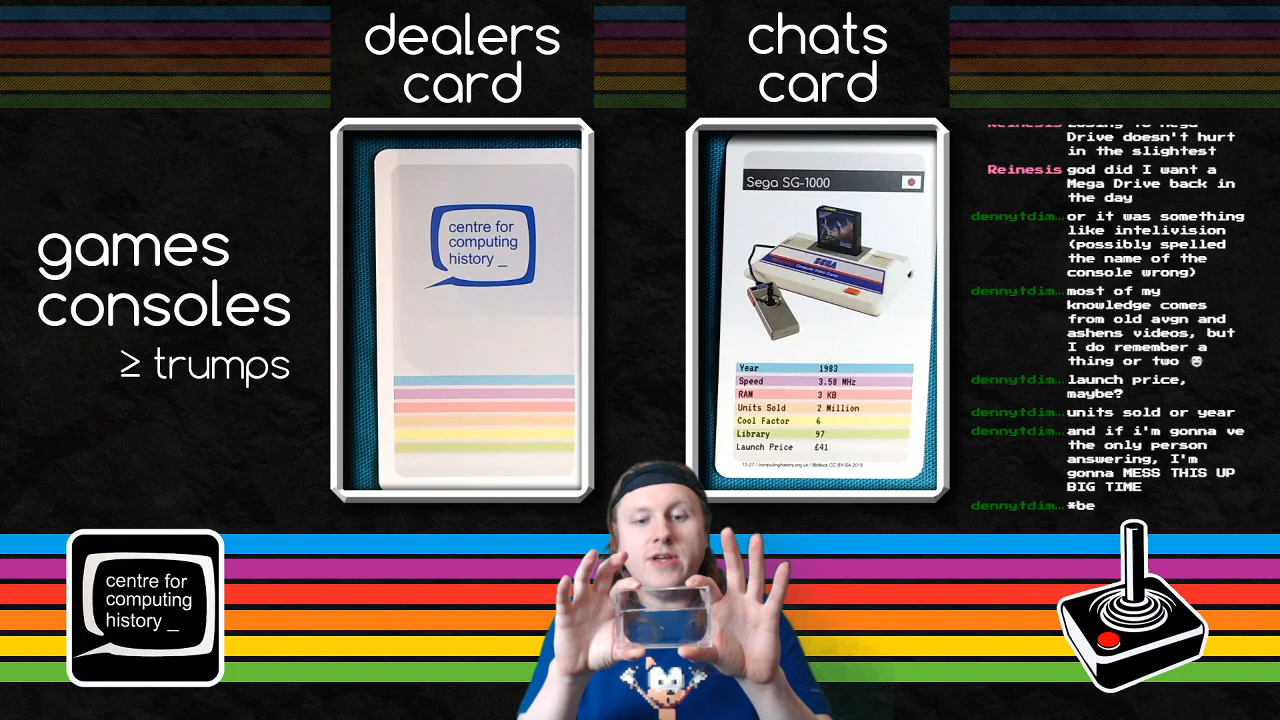 dealers
card
chats
card
games
consoles
≥ trumps
centre for
computing
history _
Sega SG-1000
SEGA
Computer Video Game
Year 1983
Speed 3.58 MHz
RAM 3 KB
Units Sold 2 Million
Cool Factor 6
Library 97
Launch Price £41
Drive doesn't hurt
in the slightest
Reinesis god did I want a
Mega Drive back in
the day
dennytdim… or it was something
like intelivision
(possibly spelled
the name of the
console wrong)
dennytdim… most of my
knowledge comes
from old avgn and
ashens videos, but
I do remember a
thing or two
dennytdim… launch price,
maybe?
dennytdim… units sold or year
dennytdim… and if i'm gonna ve
the only person
answering, I'm
gonna MESS THIS UP
BIG TIME
dennytdim… *be
centre for
computing
history _